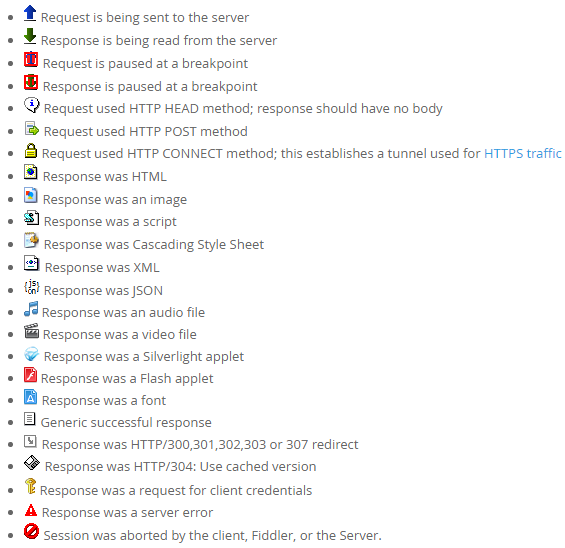 Request is being sent to the server
Response is being read from the server
Request is paused at a breakpoint
Response is paused at a breakpoint
Request used HTTP HEAD method; response should have no body
Request used HTTP POST method
Request used HTTP CONNECT method; this establishes a tunnel used for HTTPS traffic
Response was HTML
Response was an image
Response was a script
Response was Cascading Style Sheet
Response was XML
{js on} Response was JSON
Response was an audio file
Response was a video file
Response was a Silverlight applet
Response was a Flash applet
A Response was a font
Generic successful response
Response was HTTP/300,301,302,303 or 307 redirect
Response was HTTP/304: Use cached version
Response was a request for client credentials
Response was a server error
Session was aborted by the client, Fiddler, or the Server.